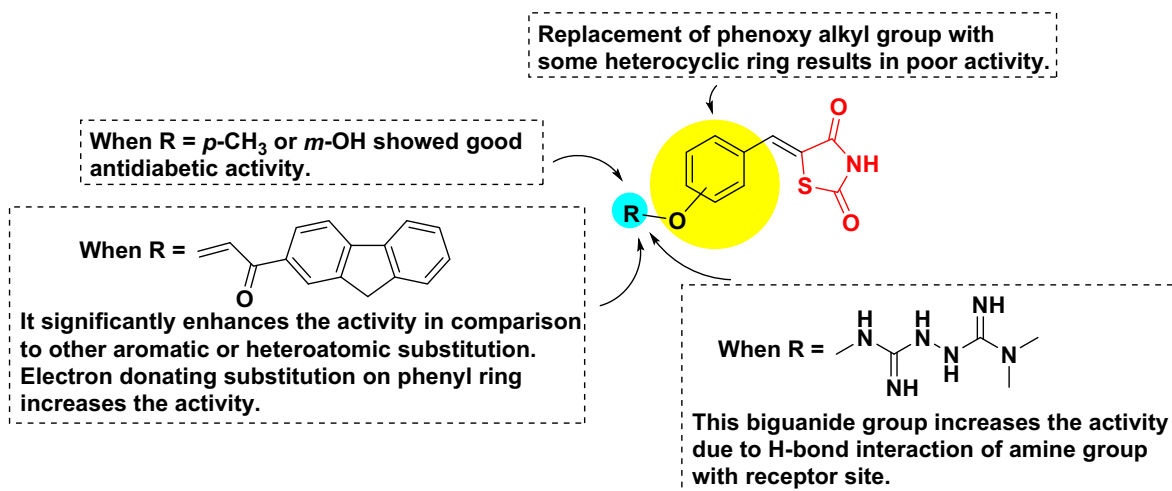 Replacement of phenoxy alkyl group with
some heterocyclic ring results in poor activity.
When R = p-CH3 or m-OH showed good
antidiabetic activity.
O
NH
S
O
R
O
When R =
O
It significantly enhances the activity in comparison
to other aromatic or heteroatomic substitution.
Electron donating substitution on phenyl ring
increases the activity.
When R =
H
N
NH
H
N
N
H
NH
N
This biguanide group increases the activity
due to H-bond interaction of amine group
with receptor site.